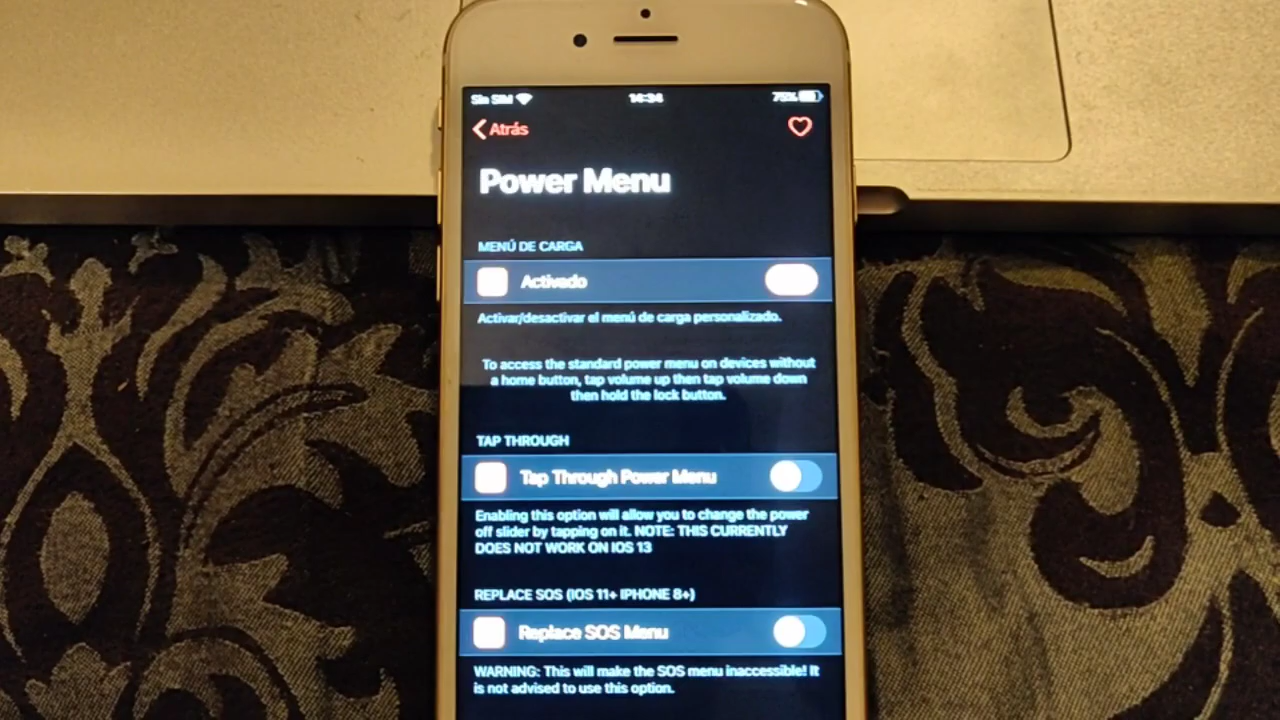 Sin SIM 14:34 75%
Atrás
Power Menu
MENÚ DE CARGA
Activado
Activar/desactivar el menú de carga personalizado.
To access the standard power menu on devices without
a home button, tap volume up then tap volume down
then hold the lock button.
TAP THROUGH
Tap Through Power Menu
Enabling this option will allow you to change the power
off slider by tapping on it. NOTE: THIS CURRENTLY
DOES NOT WORK ON IOS 13
REPLACE SOS (IOS 11+ IPHONE 8+)
Replace SOS Menu
WARNING: This will make the SOS menu inaccessible! It
is not advised to use this option.